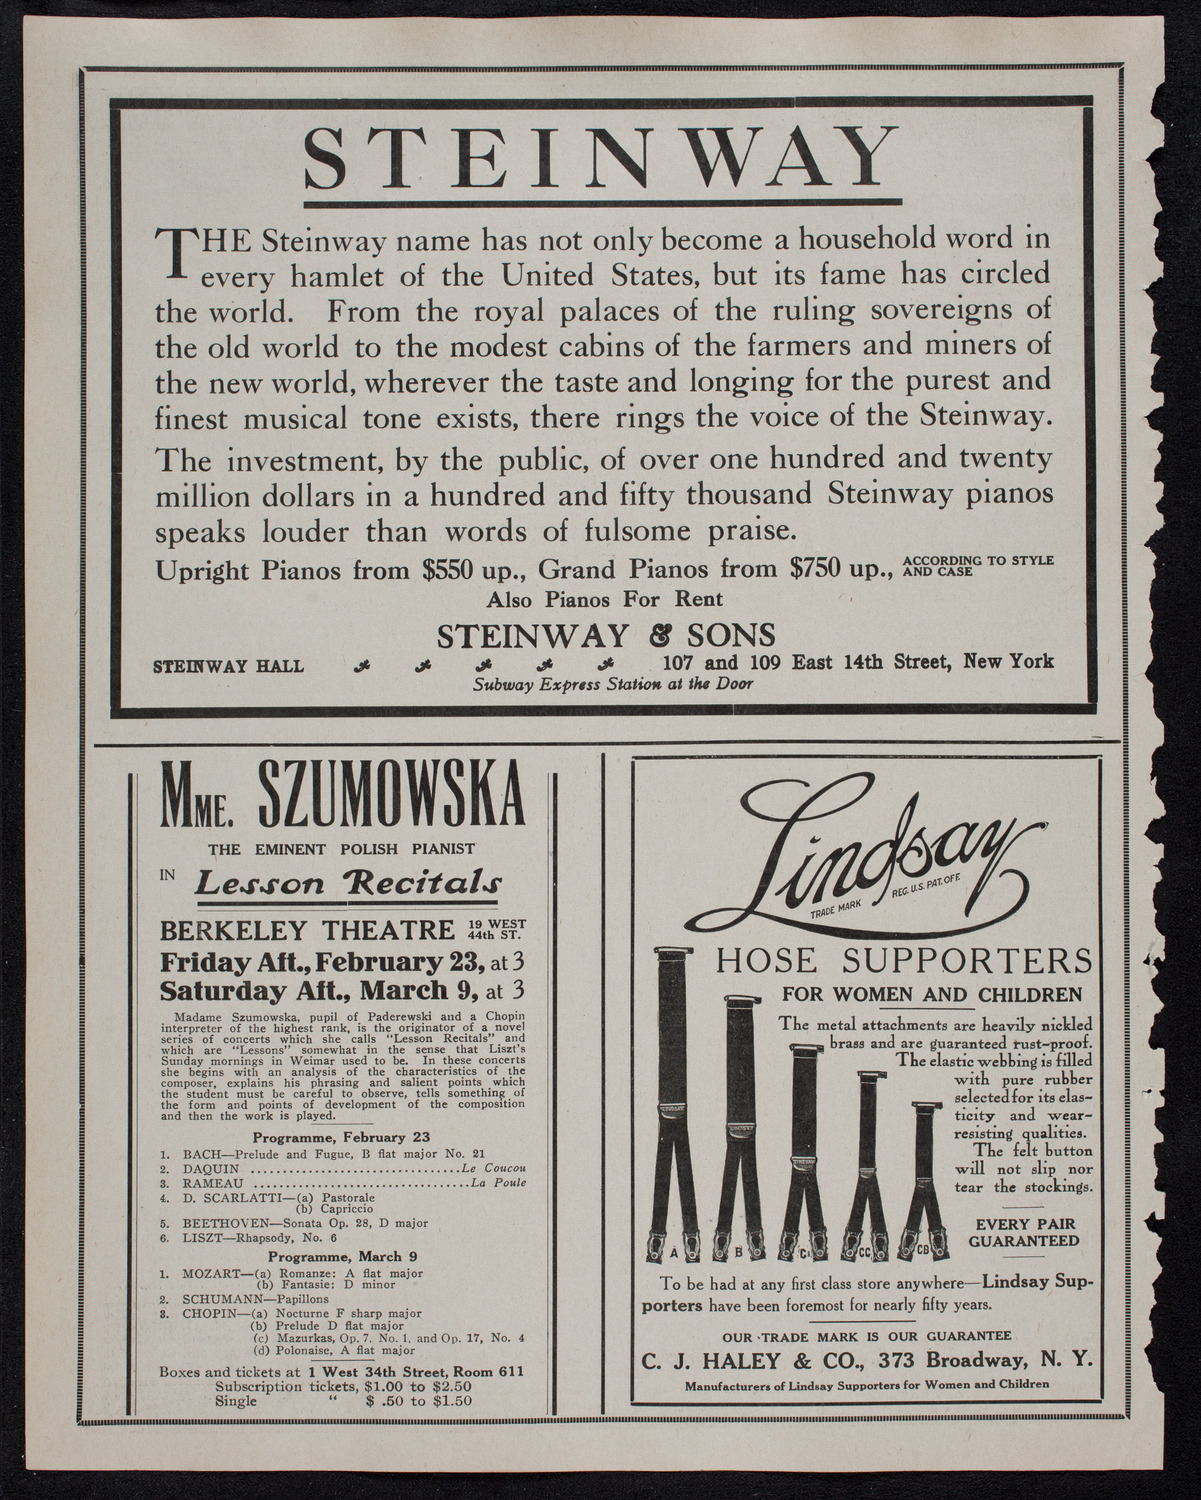 STEINWAY
THE Steinway name has not only become a household word in
every hamlet of the United States, but its fame has circled
the world. From the royal palaces of the ruling sovereigns of
the old world to the modest cabins of the farmers and miners of
the new world, wherever the taste and longing for the purest and
finest musical tone exists, there rings the voice of the Steinway.
The investment, by the public, of over one hundred and twenty
million dollars in a hundred and fifty thousand Steinway pianos
speaks louder than words of fulsome praise.
Upright Pianos from $550 up., Grand Pianos from $750 up., ACCORDING TO STYLE AND CASE
Also Pianos For Rent
STEINWAY & SONS
STEINWAY HALL 107 and 109 East 14th Street, New York
Subway Express Station at the Door
MME. SZUMOWSKA
THE EMINENT POLISH PIANIST
IN Lesson Recitals
BERKELEY THEATRE 19 WEST 44th ST.
Friday Aft., February 23, at 3
Saturday Aft., March 9, at 3
Madame Szumowska, pupil of Paderewski and a Chopin
interpreter of the highest rank, is the originator of a novel
series of concerts which she calls "Lesson Recitals" and
which are "Lessons" somewhat in the sense that Liszt's
Sunday mornings in Weimar used to be. In these concerts
she begins with an analysis of the characteristics of the
composer, explains his phrasing and salient points which
the student must be careful to observe, tells something of
the form and points of development of the composition
and then the work is played.
Programme, February 23
1. BACH—Prelude and Fugue, B flat major No. 21
2. DAQUIN ................................Le Coucou
3. RAMEAU ..................................La Poule
4. D. SCARLATTI—(a) Pastorale
(b) Capriccio
5. BEETHOVEN—Sonata Op. 28, D major
6. LISZT—Rhapsody, No. 6
Programme, March 9
1. MOZART—(a) Romanze: A flat major
(b) Fantasie: D minor
2. SCHUMANN—Papillons
3. CHOPIN—(a) Nocturne F sharp major
(b) Prelude D flat major
(c) Mazurkas, Op. 7, No. 1, and Op. 17, No. 4
(d) Polonaise, A flat major
Boxes and tickets at 1 West 34th Street, Room 611
Subscription tickets, $1.00 to $2.50
Single " $ .50 to $1.50
Lindsay
TRADE MARK REG. U.S. PAT. OFF.
HOSE SUPPORTERS
FOR WOMEN AND CHILDREN
The metal attachments are heavily nickled
brass and are guaranteed rust-proof.
The elastic webbing is filled
with pure rubber
selected for its elas-
ticity and wear-
resisting qualities.
The felt button
will not slip nor
tear the stockings.
EVERY PAIR
GUARANTEED
A B C CC CB
To be had at any first class store anywhere—Lindsay Sup-
porters have been foremost for nearly fifty years.
OUR TRADE MARK IS OUR GUARANTEE
C. J. HALEY & CO., 373 Broadway, N. Y.
Manufacturers of Lindsay Supporters for Women and Children